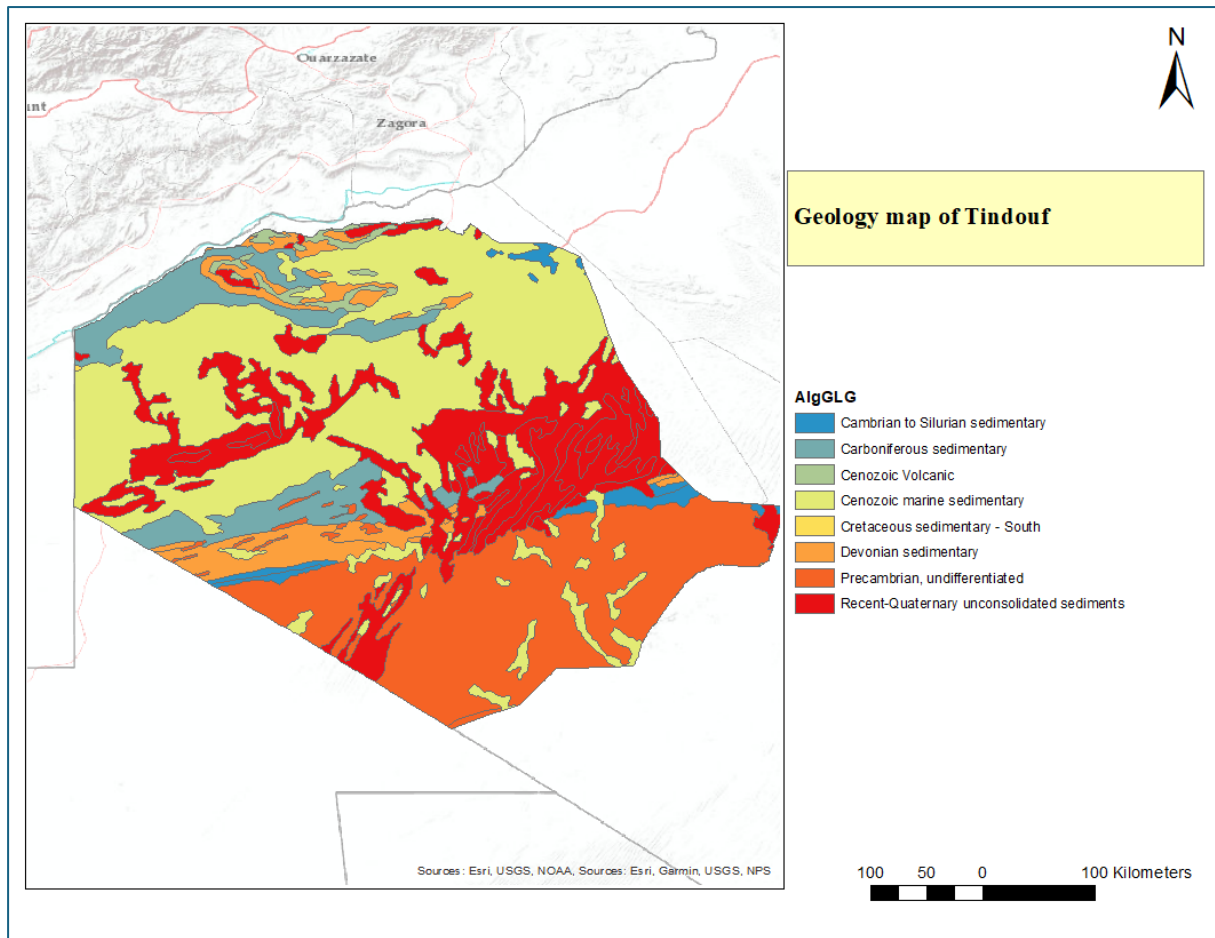 Ouarzazate
Zagora
int
N
Geology map of Tindouf
AlgGLG
Cambrian to Silurian sedimentary
Carboniferous sedimentary
Cenozoic Volcanic
Cenozoic marine sedimentary
Cretaceous sedimentary - South
Devonian sedimentary
Precambrian, undifferentiated
Recent-Quaternary unconsolidated sediments
Sources: Esri, USGS, NOAA, Sources: Esri, Garmin, USGS, NPS
100 50 0 100 Kilometers